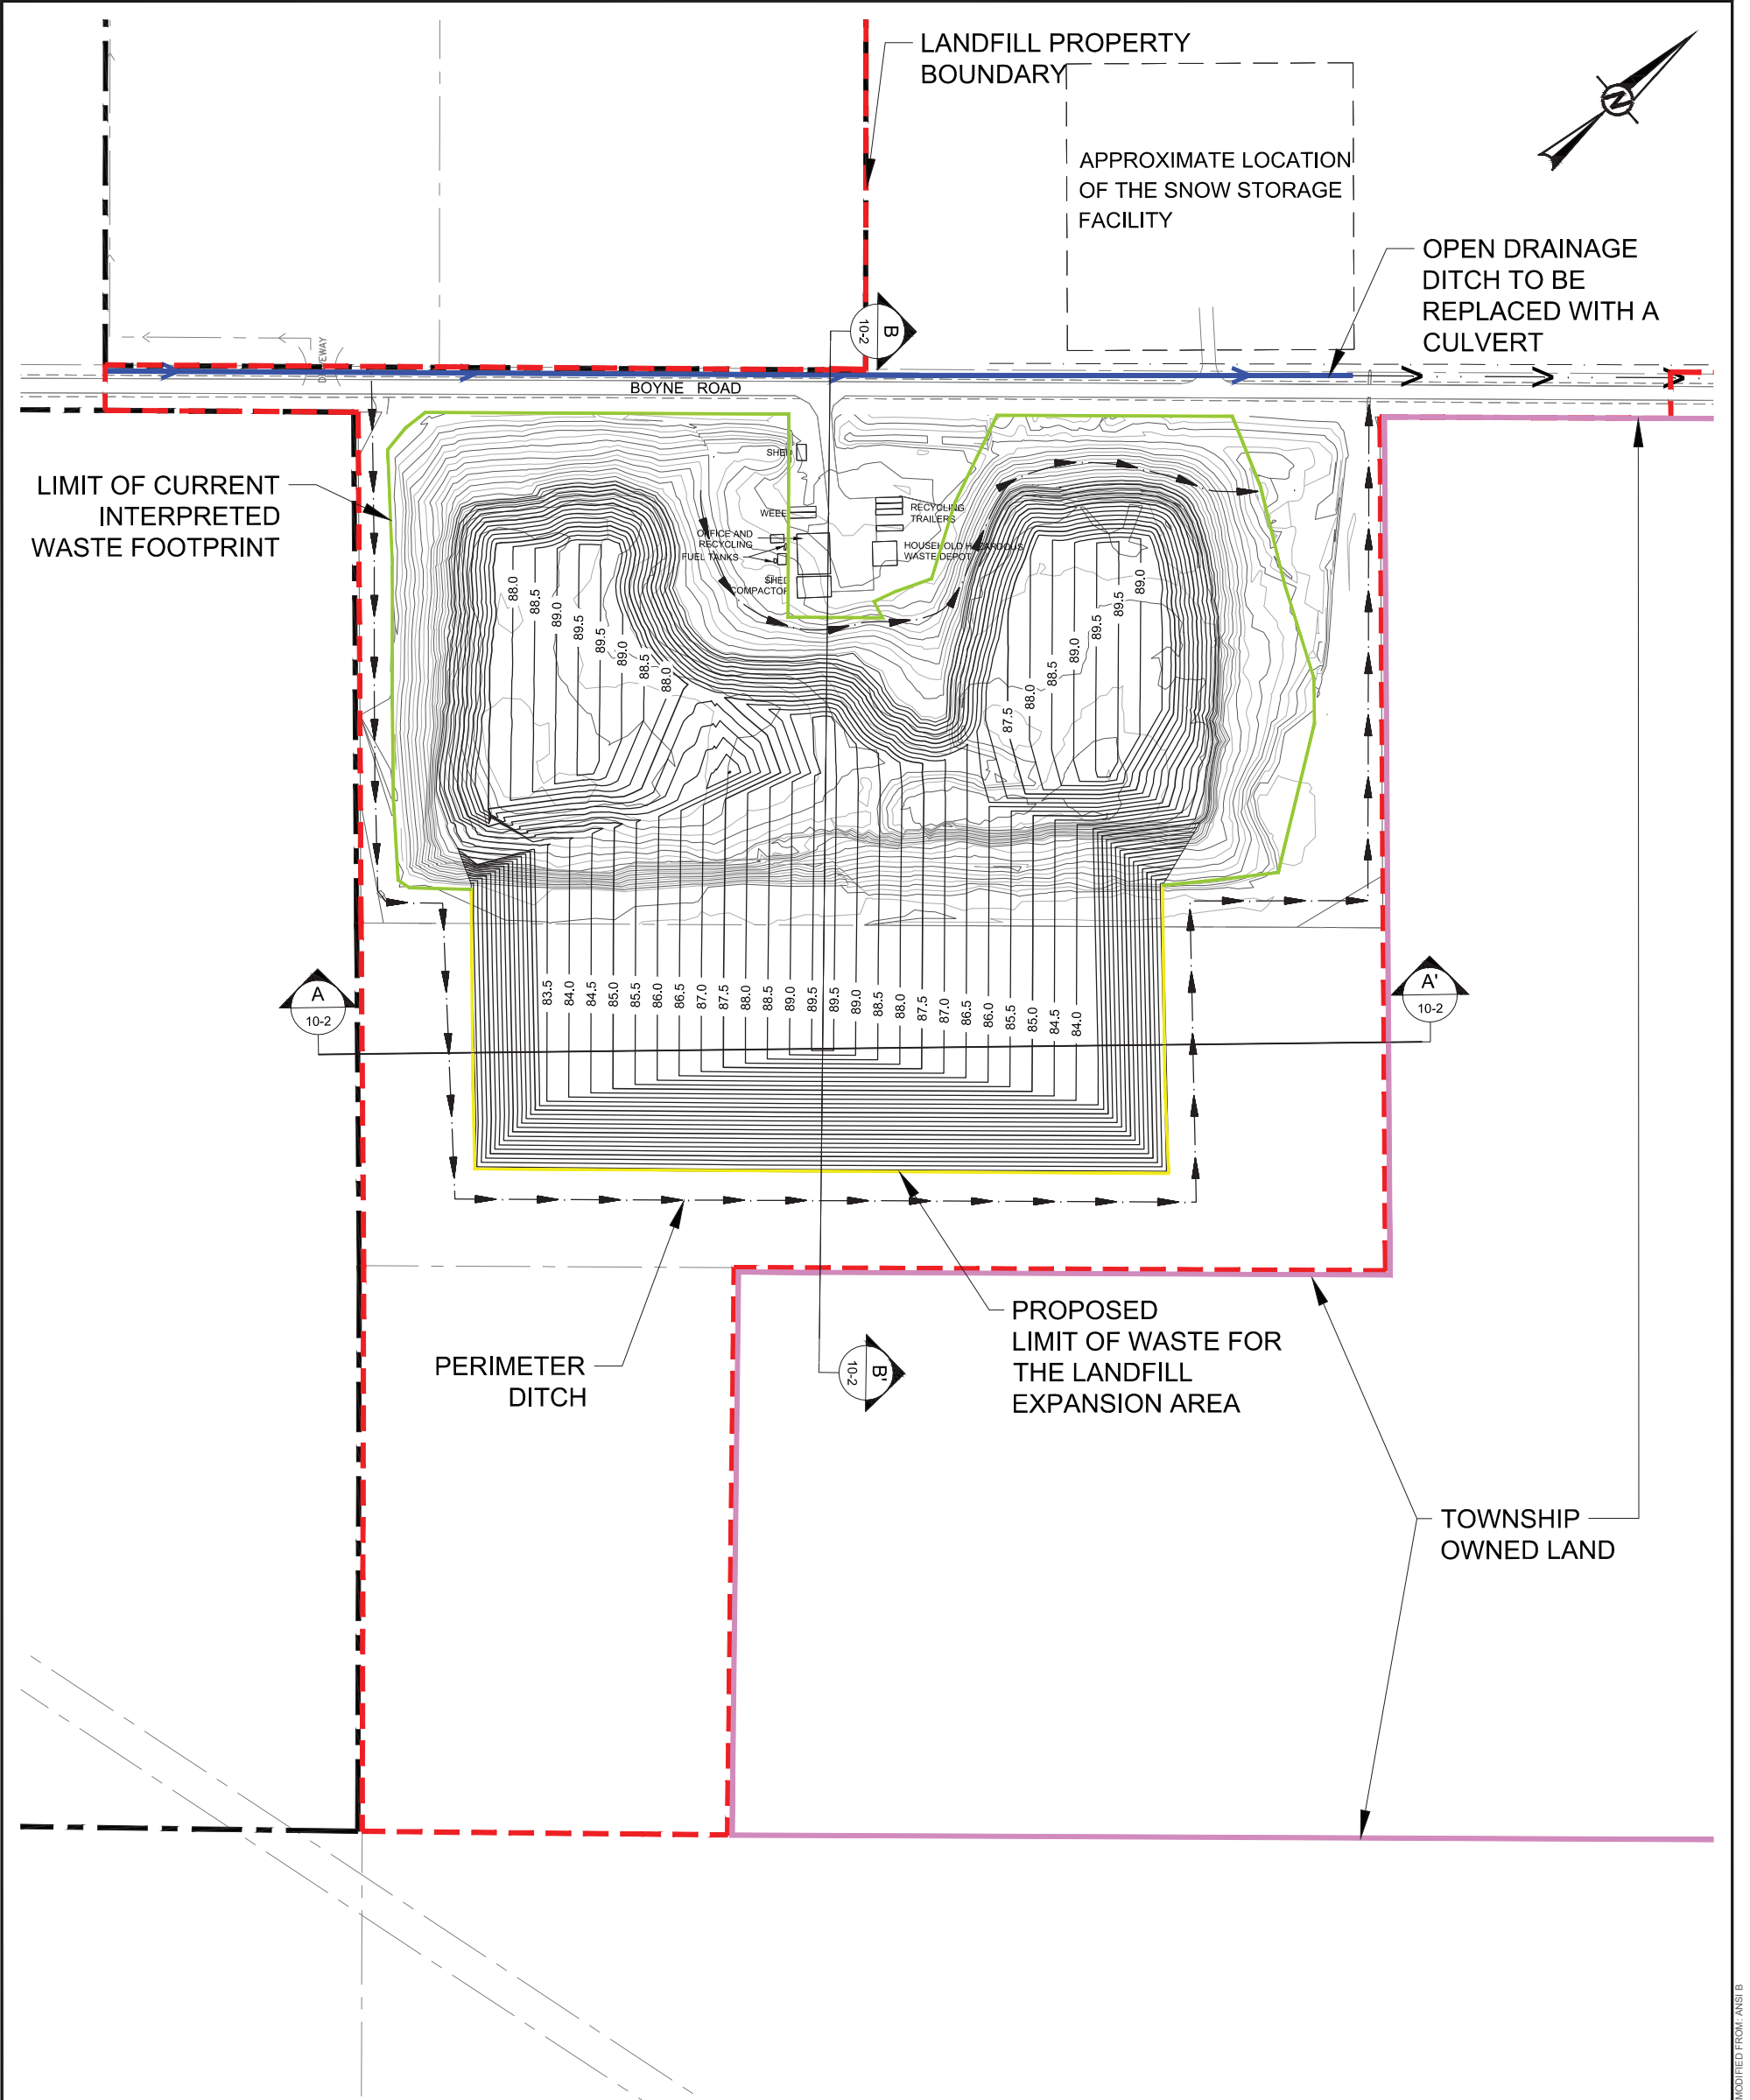 LANDFILL PROPERTY
BOUNDARY
N
APPROXIMATE LOCATION
OF THE SNOW STORAGE
FACILITY
OPEN DRAINAGE
DITCH TO BE
REPLACED WITH A
CULVERT
B
10-2
BOYNE ROAD
LIMIT OF CURRENT
INTERPRETED
WASTE FOOTPRINT
SHED
WEEE
RECYCLING
TRAILERS
OFFICE AND
RECYCLING
FUEL TANKS
HOUSEHOLD HAZARDOUS
WASTE DEPOT
SHED
COMPACTOR
88.0
88.5
89.0
89.5
89.5
89.0
88.5
88.0
87.5
88.0
88.5
89.0
89.5
89.5
89.0
A
10-2
A'
10-2
83.5
84.0
84.5
85.0
85.5
86.0
86.5
87.0
87.5
88.0
88.5
89.0
89.5
89.5
89.0
88.5
88.0
87.5
87.0
86.5
86.0
85.5
85.0
84.5
84.0
PERIMETER
DITCH
B'
10-2
PROPOSED
LIMIT OF WASTE FOR
THE LANDFILL
EXPANSION AREA
TOWNSHIP
OWNED LAND
MODIFIED FROM: ANSI B